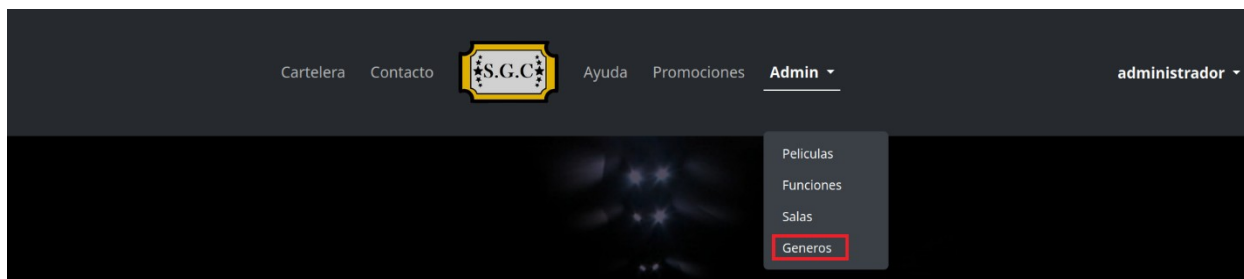 Cartelera Contacto S.G.C Ayuda Promociones Admin administrador
Peliculas
Funciones
Salas
Generos